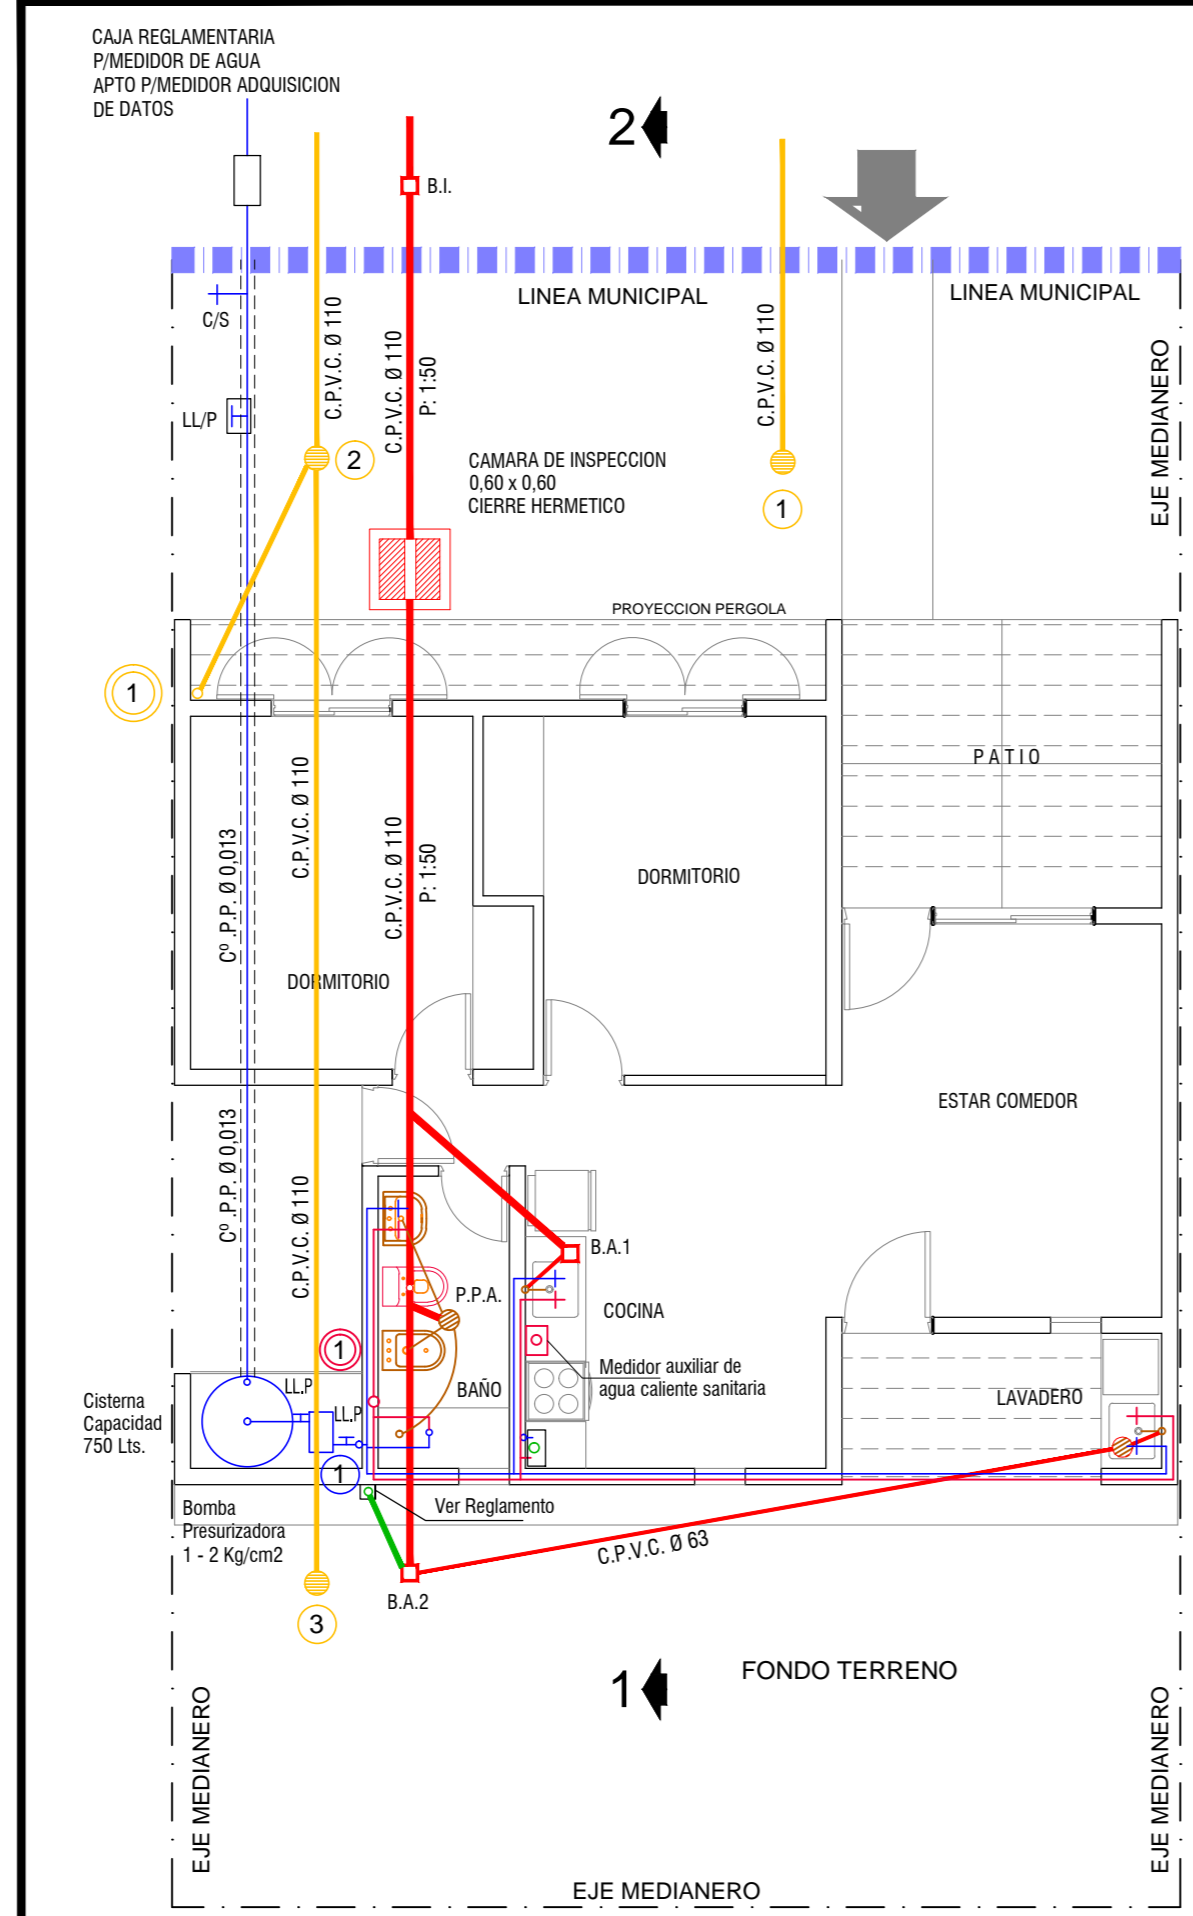 CAJA REGLAMENTARIA
P/MEDIDOR DE AGUA
APTO P/MEDIDOR ADQUISICION
DE DATOS
2
B.I.
LINEA MUNICIPAL
LINEA MUNICIPAL
C/S
C.P.V.C. Ø 110
C.P.V.C. Ø 110
P: 1:50
C.P.V.C. Ø 110
EJE MEDIANERO
LL/P
2
CAMARA DE INSPECCION
0,60 x 0,60
CIERRE HERMETICO
1
PROYECCION PERGOLA
1
PATIO
C.P.V.C. Ø 110
C.P.V.C. Ø 110
P: 1:50
Cº .P.P. Ø 0,013
DORMITORIO
DORMITORIO
ESTAR COMEDOR
Cº .P.P. Ø 0,013
C.P.V.C. Ø 110
B.A.1
P.P.A.
COCINA
1
Medidor auxiliar de
agua caliente sanitaria
BAÑO
LAVADERO
Cisterna
Capacidad
750 Lts.
LL.P
LL.P
1
Bomba
Presurizadora
1 - 2 Kg/cm2
Ver Reglamento
C.P.V.C. Ø 63
B.A.2
3
1
FONDO TERRENO
EJE MEDIANERO
EJE MEDIANERO
EJE MEDIANERO